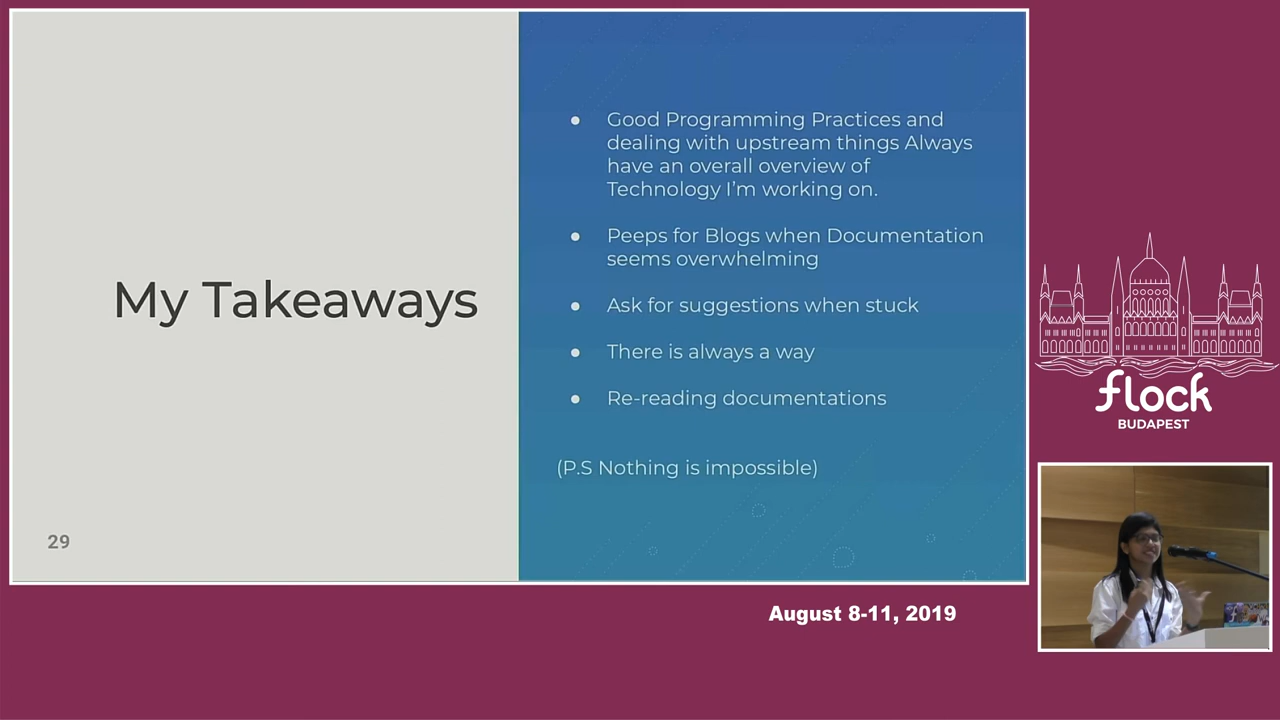 My Takeaways
● Good Programming Practices and
dealing with upstream things Always
have an overall overview of
Technology I'm working on.
● Peeps for Blogs when Documentation
seems overwhelming
● Ask for suggestions when stuck
● There is always a way
● Re-reading documentations
(P.S Nothing is impossible)
29
flock
BUDAPEST
August 8-11, 2019